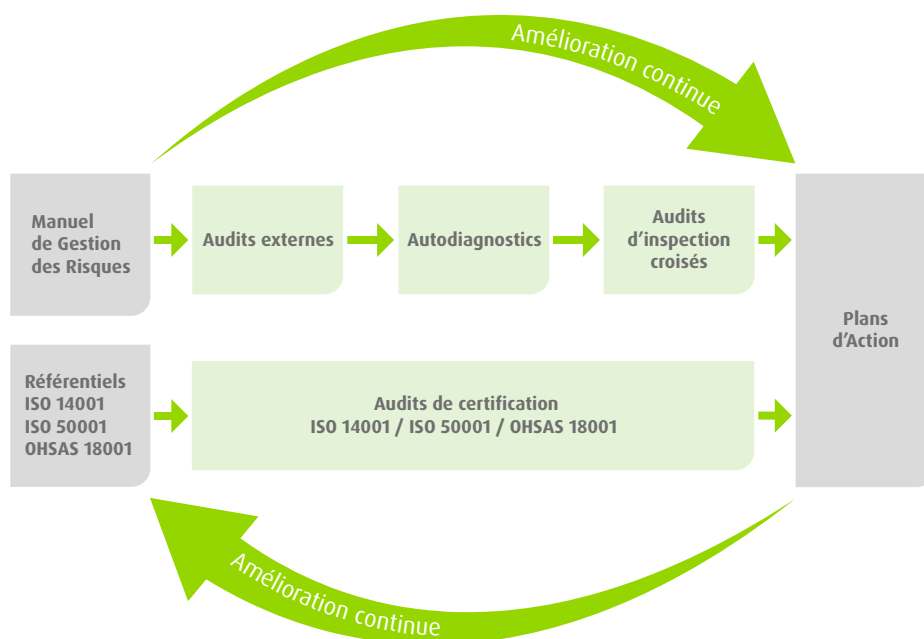 Amélioration continue
Manuel
de Gestion
des Risques
Audits externes
Autodiagnostics
Audits
d’inspection
croisés
Plans
d’Action
Référentiels
ISO 14001
ISO 50001
OHSAS 18001
Audits de certification
ISO 14001 / ISO 50001 / OHSAS 18001
Amélioration continue